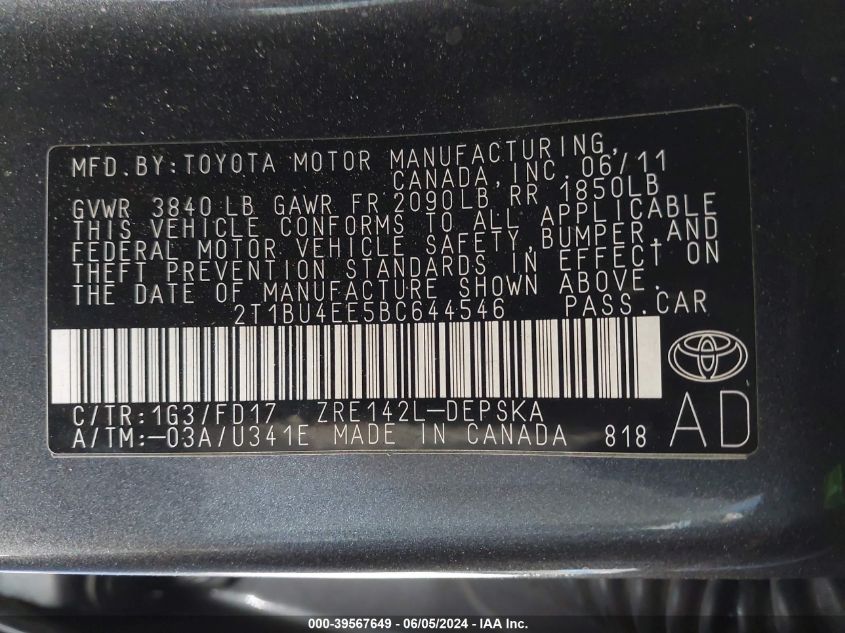 MFD.BY:TOYOTA MOTOR MANUFACTURING,
CANADA,INC. 06/11
GVWR 3840 LB GAWR FR 2090LB RR 1850LB
THIS VEHICLE CONFORMS TO ALL APPLICABLE
FEDERAL MOTOR VEHICLE SAFETY,BUMPER,AND
THEFT PREVENTION STANDARDS IN EFFECT ON
THE DATE OF MANUFACTURE SHOWN ABOVE.
2T1BU4EE5BC644546 PASS.CAR
C/TR:1G3/FD17 ZRE142L-DEPSKA
A/TM:-03A/U341E MADE IN CANADA 818
AD
000-39567649 - 06/05/2024 - IAA Inc.